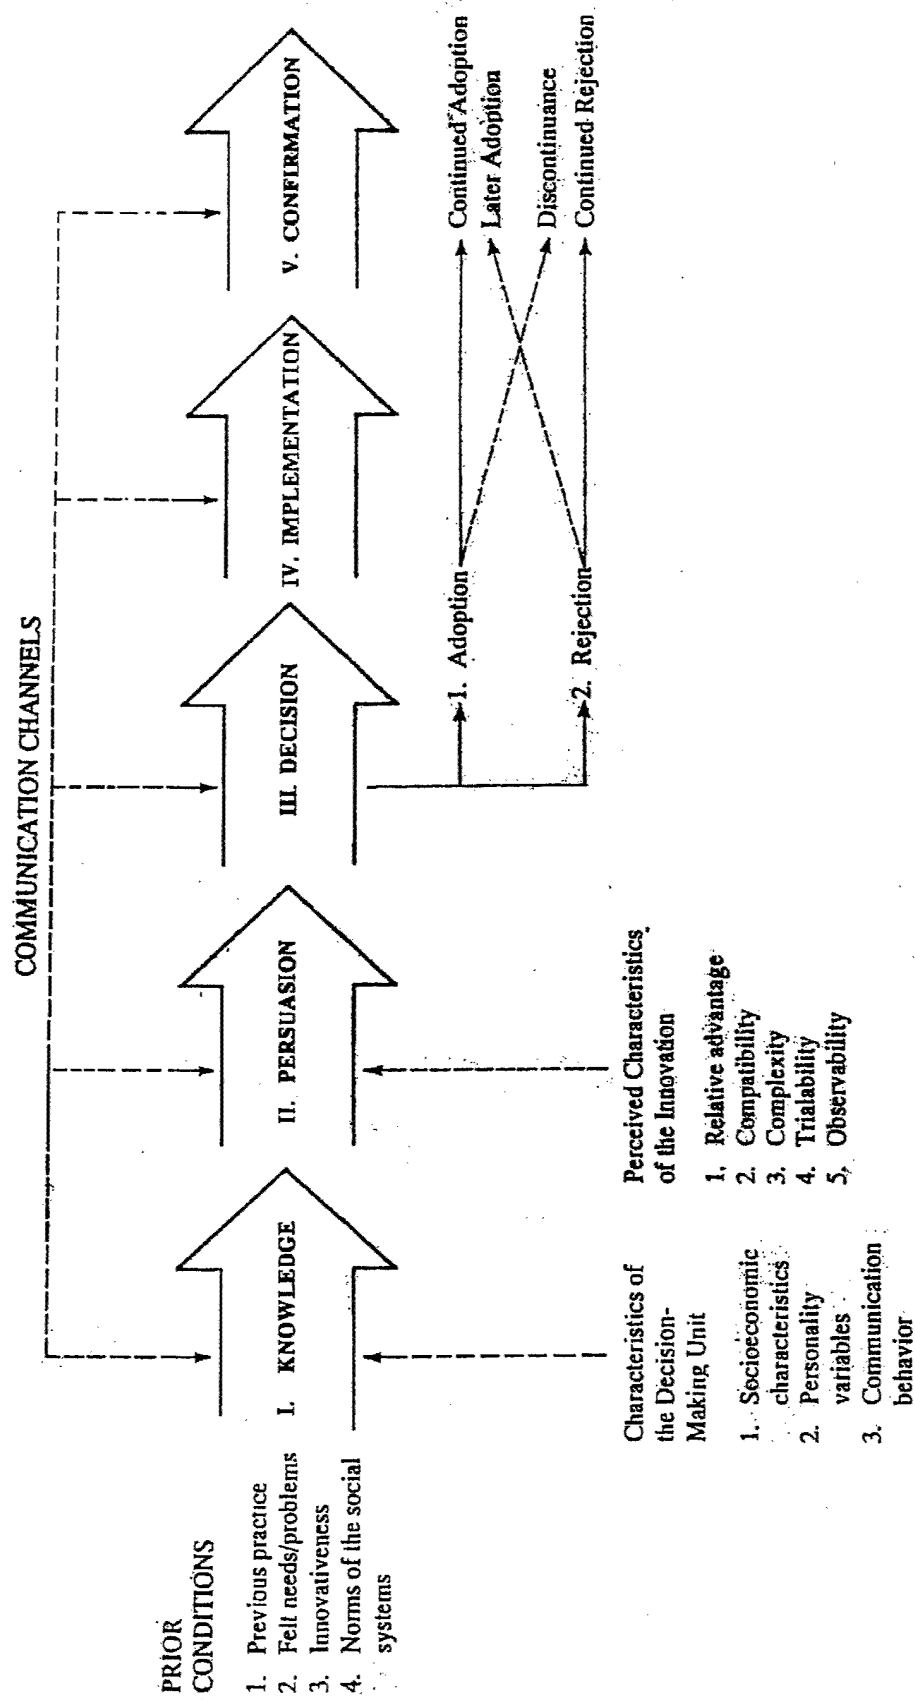 COMMUNICATION CHANNELS
PRIOR
CONDITIONS
1. Previous practice
2. Felt needs/problems
3. Innovativeness
4. Norms of the social
systems
I. KNOWLEDGE
II. PERSUASION
III. DECISION
IV. IMPLEMENTATION
V. CONFIRMATION
Characteristics of
the Decision-
Making Unit
1. Socioeconomic
characteristics
2. Personality
variables
3. Communication
behavior
Perceived Characteristics
of the Innovation
1. Relative advantage
2. Compatibility
3. Complexity
4. Trialability
5. Observability
1. Adoption
2. Rejection
Continued Adoption
Later Adoption
Discontinuance
Continued Rejection